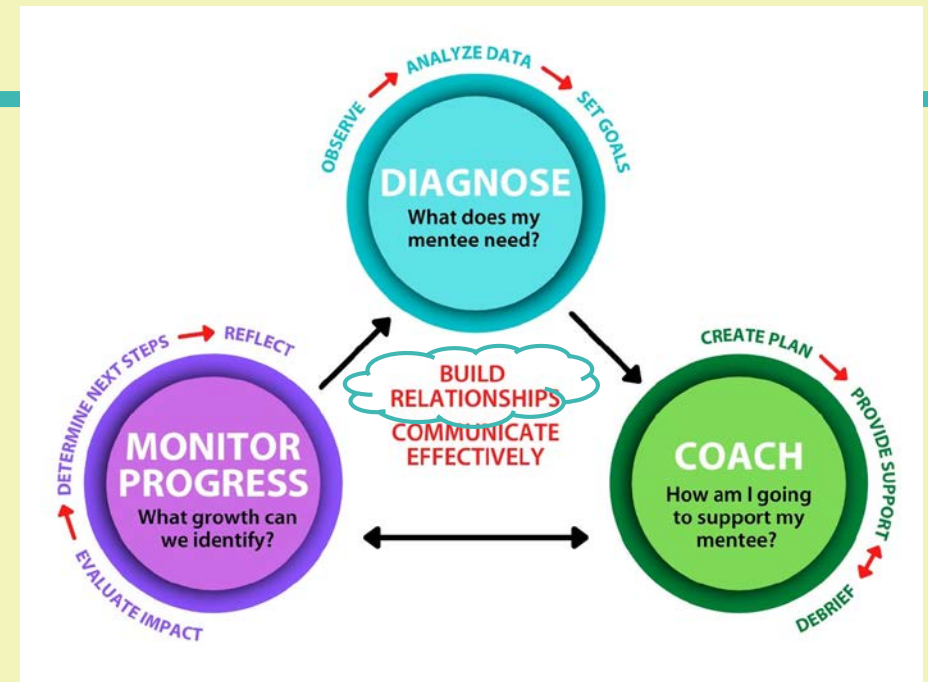 OBSERVE
ANALYZE DATA
SET GOALS
DIAGNOSE
What does my
mentee need?
BUILD
RELATIONSHIPS
COMMUNICATE
EFFECTIVELY
EVALUATE IMPACT
DETERMINE NEXT STEPS
REFLECT
MONITOR
PROGRESS
What growth can
we identify?
CREATE PLAN
PROVIDE SUPPORT
DEBRIEF
COACH
How am I going
to support my
mentee?